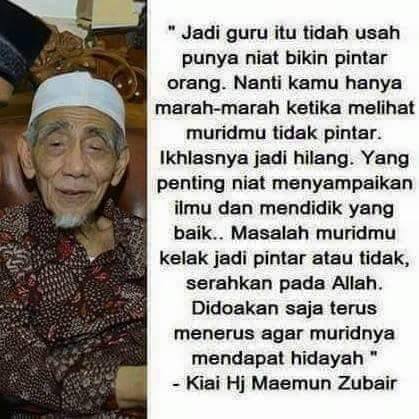 " Jadi guru itu tidah usah
punya niat bikin pintar
orang. Nanti kamu hanya
marah-marah ketika melihat
muridmu tidak pintar.
Ikhlasnya jadi hilang. Yang
penting niat menyampaikan
ilmu dan mendidik yang
baik.. Masalah muridmu
kelak jadi pintar atau tidak,
serahkan pada Allah.
Didoakan saja terus
menerus agar muridnya
mendapat hidayah "
- Kiai Hj Maemun Zubair